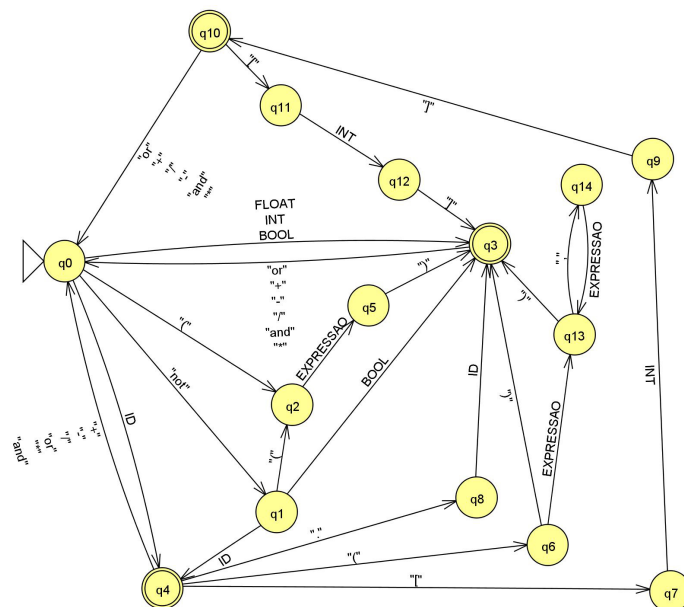 q10
"["
q11
"]"
INT
q9
"or"
"+"
"/"
"-"
"and"
"*"
q12
q14
"]"
FLOAT
INT
BOOL
q3
q0
","
EXPRESSAO
"or"
"+"
"-"
"/"
"and"
"*"
")"
q5
")"
q13
"("
EXPRESSAO
"not"
BOOL
ID
INT
q2
ID
")"
EXPRESSAO
"("
"+"
"-"
"/"
"or"
"*"
"and"
q1
q8
"."
ID
"("
q6
"["
q4
q7